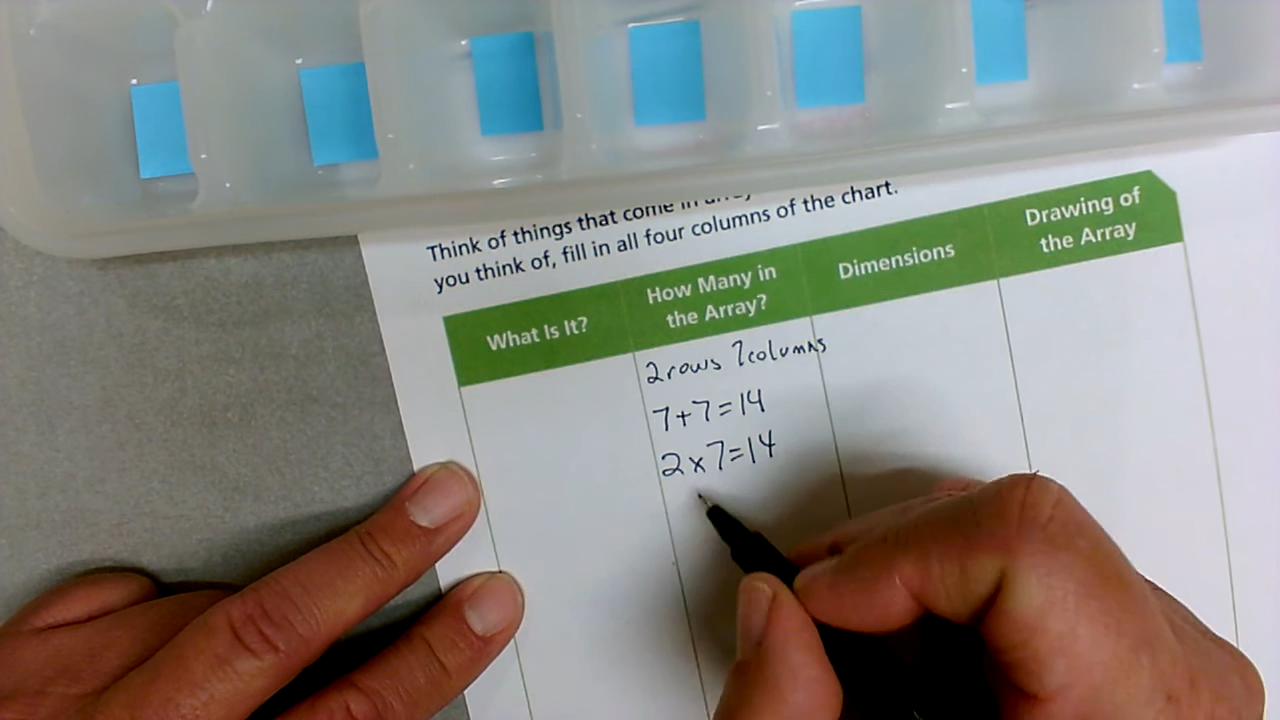 Think of things that come in
you think of, fill in all four columns of the chart.
What Is It?
How Many in
the Array?
Dimensions
Drawing of
the Array
2 rows 7 columns
7+7=14
2x7=14